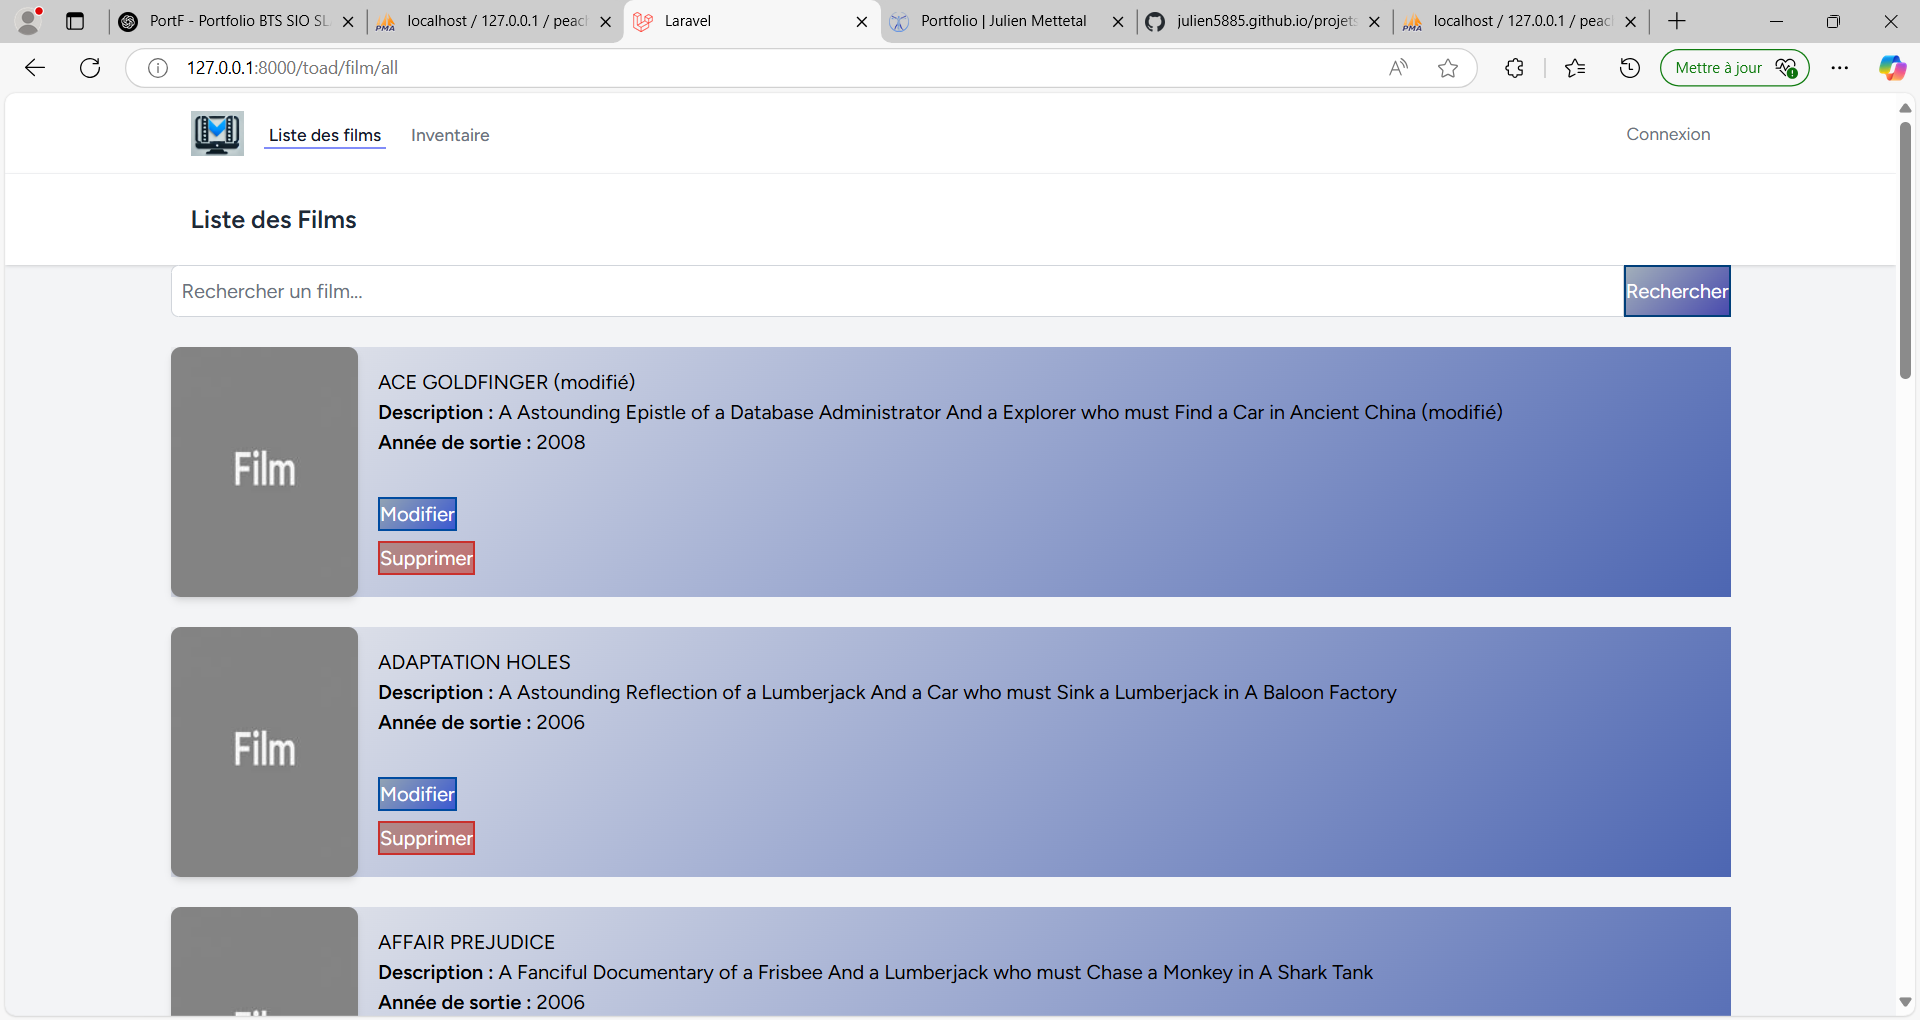 PortF - Portfolio BTS SIO SL
localhost / 127.0.0.1 / peach
Laravel
Portfolio | Julien Mettetal
julien5885.github.io/projets
localhost / 127.0.0.1 / peach
127.0.0.1:8000/toad/film/all
Mettre à jour
Liste des films
Inventaire
Connexion
Liste des Films
Rechercher un film...
Rechercher
Film
ACE GOLDFINGER (modifié)
Description : A Astounding Epistle of a Database Administrator And a Explorer who must Find a Car in Ancient China (modifié)
Année de sortie : 2008
Modifier
Supprimer
Film
ADAPTATION HOLES
Description : A Astounding Reflection of a Lumberjack And a Car who must Sink a Lumberjack in A Baloon Factory
Année de sortie : 2006
Modifier
Supprimer
AFFAIR PREJUDICE
Description : A Fanciful Documentary of a Frisbee And a Lumberjack who must Chase a Monkey in A Shark Tank
Année de sortie : 2006